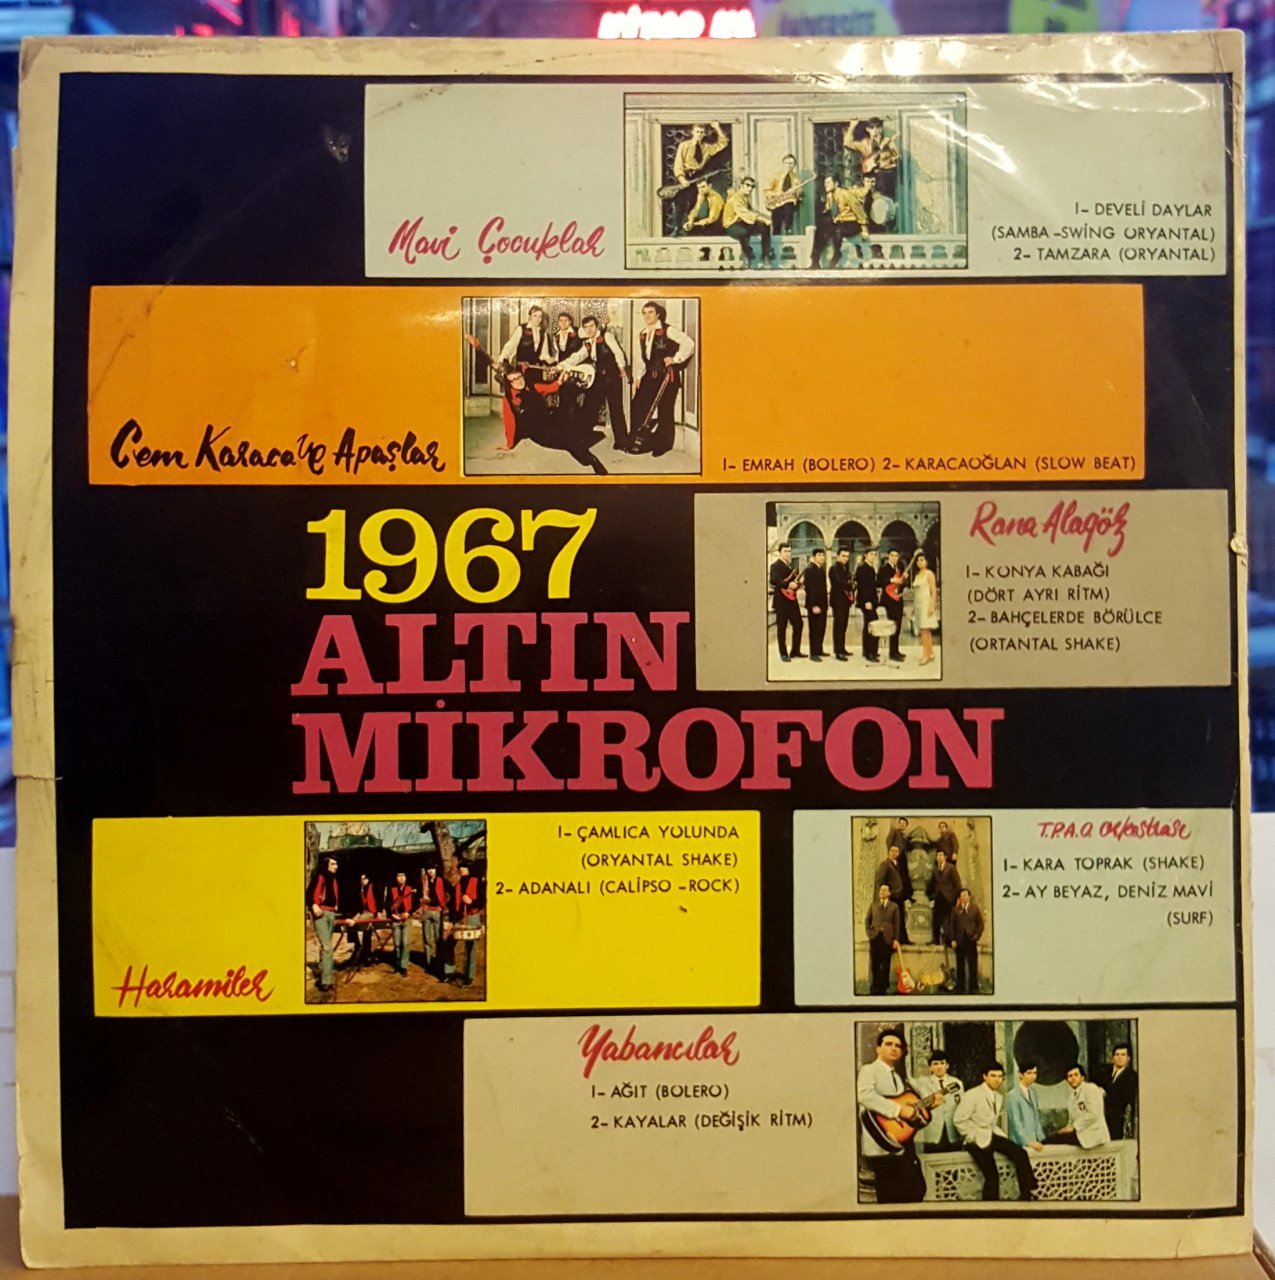 Mavi Çocuklar
1- DEVELİ DAYLAR
(SAMBA -SWİNG ORYANTAL)
2- TAMZARA (ORYANTAL)
Cem Karaca ve Apaşlar
1- EMRAH (BOLERO) 2- KARACAOĞLAN (SLOW BEAT)
1967
ALTIN
MİKROFON
Rana Alagöz
1- KONYA KABAĞI
(DÖRT AYRI RİTM)
2- BAHÇELERDE BÖRÜLCE
(ORTANTAL SHAKE)
1- ÇAMLICA YOLUNDA
(ORYANTAL SHAKE)
2- ADANALI (CALİPSO -ROCK)
Haramiler
T.P.A.O. Orkestrası
1- KARA TOPRAK (SHAKE)
2- AY BEYAZ, DENİZ MAVİ
(SURF)
Yabancılar
1- AĞIT (BOLERO)
2- KAYALAR (DEĞİŞİK RİTM)